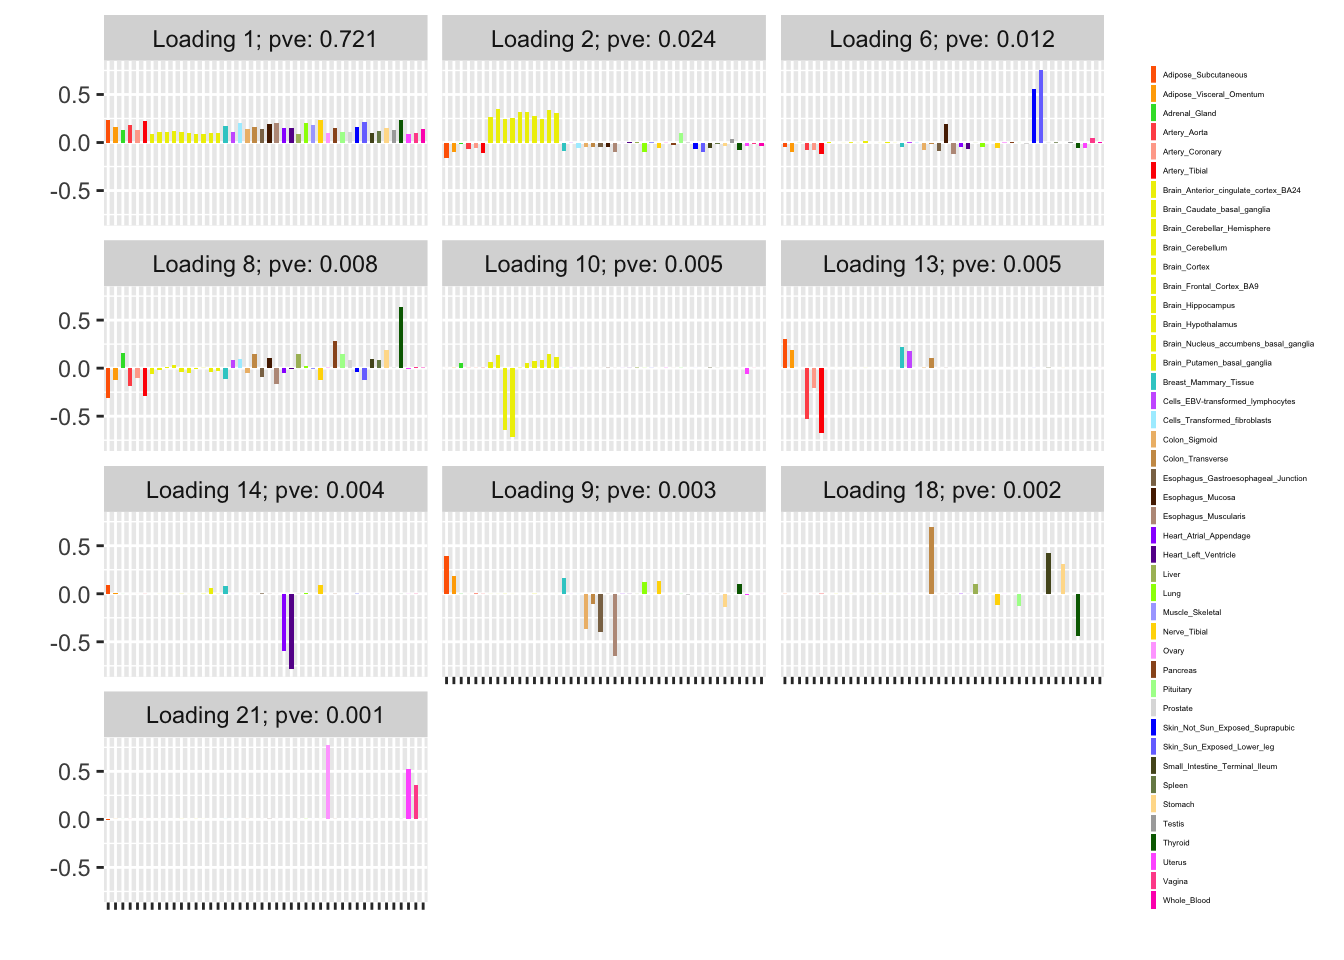 Loading 1; pve: 0.721
Loading 2; pve: 0.024
Loading 6; pve: 0.012
0.5
0.0
-0.5
Loading 8; pve: 0.008
Loading 10; pve: 0.005
Loading 13; pve: 0.005
0.5
0.0
-0.5
Loading 14; pve: 0.004
Loading 9; pve: 0.003
Loading 18; pve: 0.002
0.5
0.0
-0.5
Loading 21; pve: 0.001
0.5
0.0
-0.5
Adipose_Subcutaneous
Adipose_Visceral_Omentum
Adrenal_Gland
Artery_Aorta
Artery_Coronary
Artery_Tibial
Brain_Anterior_cingulate_cortex_BA24
Brain_Caudate_basal_ganglia
Brain_Cerebellar_Hemisphere
Brain_Cerebellum
Brain_Cortex
Brain_Frontal_Cortex_BA9
Brain_Hippocampus
Brain_Hypothalamus
Brain_Nucleus_accumbens_basal_ganglia
Brain_Putamen_basal_ganglia
Breast_Mammary_Tissue
Cells_EBV-transformed_lymphocytes
Cells_Transformed_fibroblasts
Colon_Sigmoid
Colon_Transverse
Esophagus_Gastroesophageal_Junction
Esophagus_Mucosa
Esophagus_Muscularis
Heart_Atrial_Appendage
Heart_Left_Ventricle
Liver
Lung
Muscle_Skeletal
Nerve_Tibial
Ovary
Pancreas
Pituitary
Prostate
Skin_Not_Sun_Exposed_Suprapubic
Skin_Sun_Exposed_Lower_leg
Small_Intestine_Terminal_Ileum
Spleen
Stomach
Testis
Thyroid
Uterus
Vagina
Whole_Blood